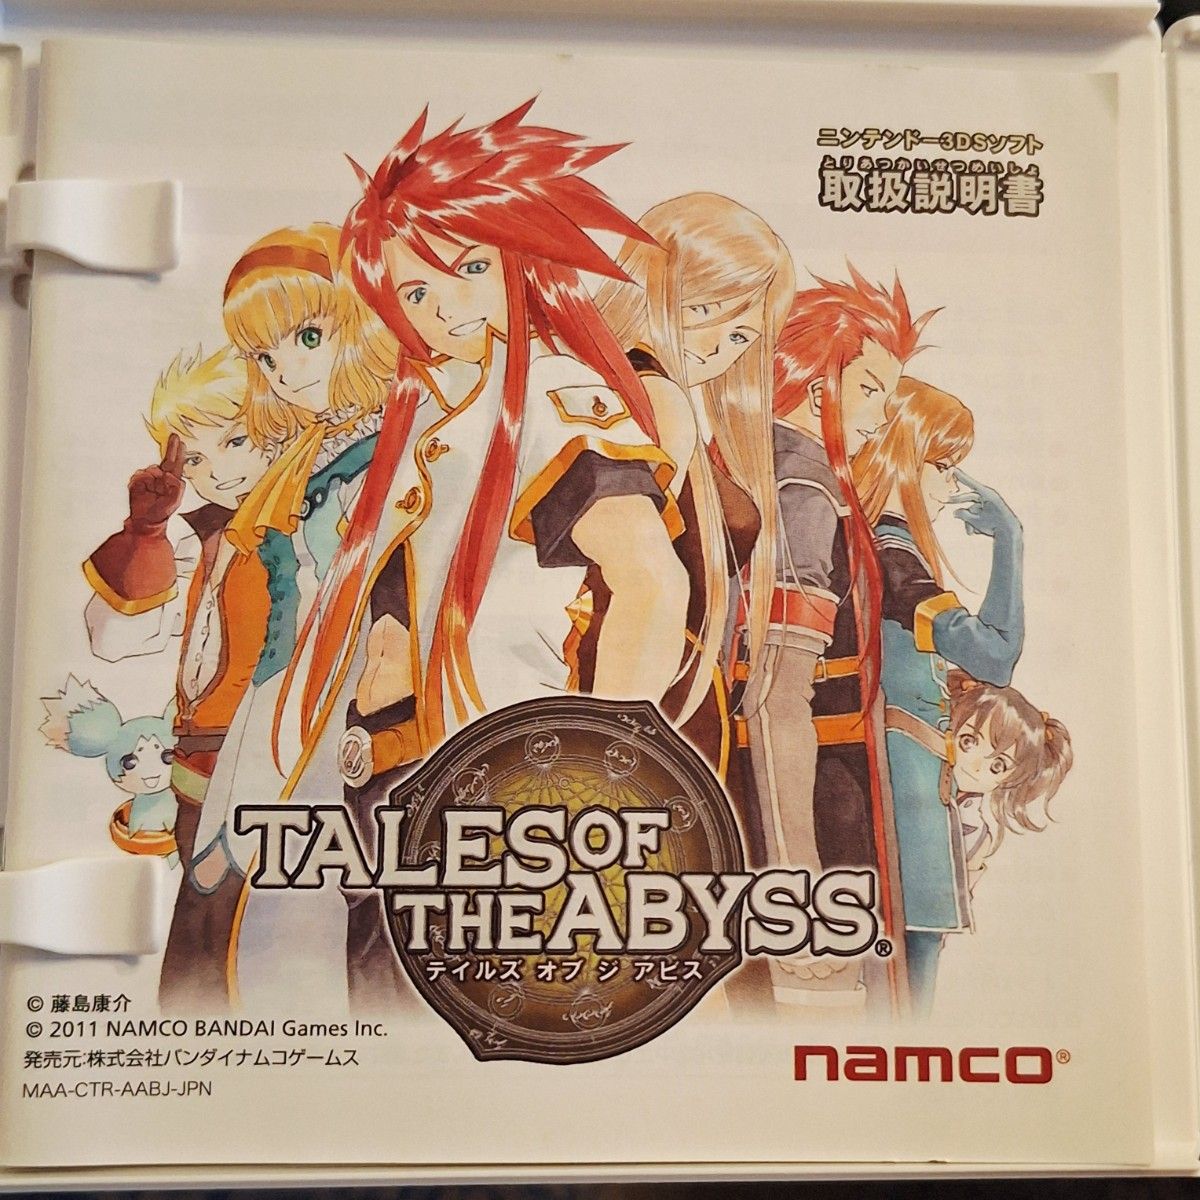 ニンテンドー3DSソフト
とりあつかいせつめいしょ
取扱説明書
TALES OF
THE ABYSS®
テイルズ オブ ジ アビス
© 藤島康介
© 2011 NAMCO BANDAI Games Inc.
発売元:株式会社バンダイナムコゲームス
MAA-CTR-AABJ-JPN
namco®